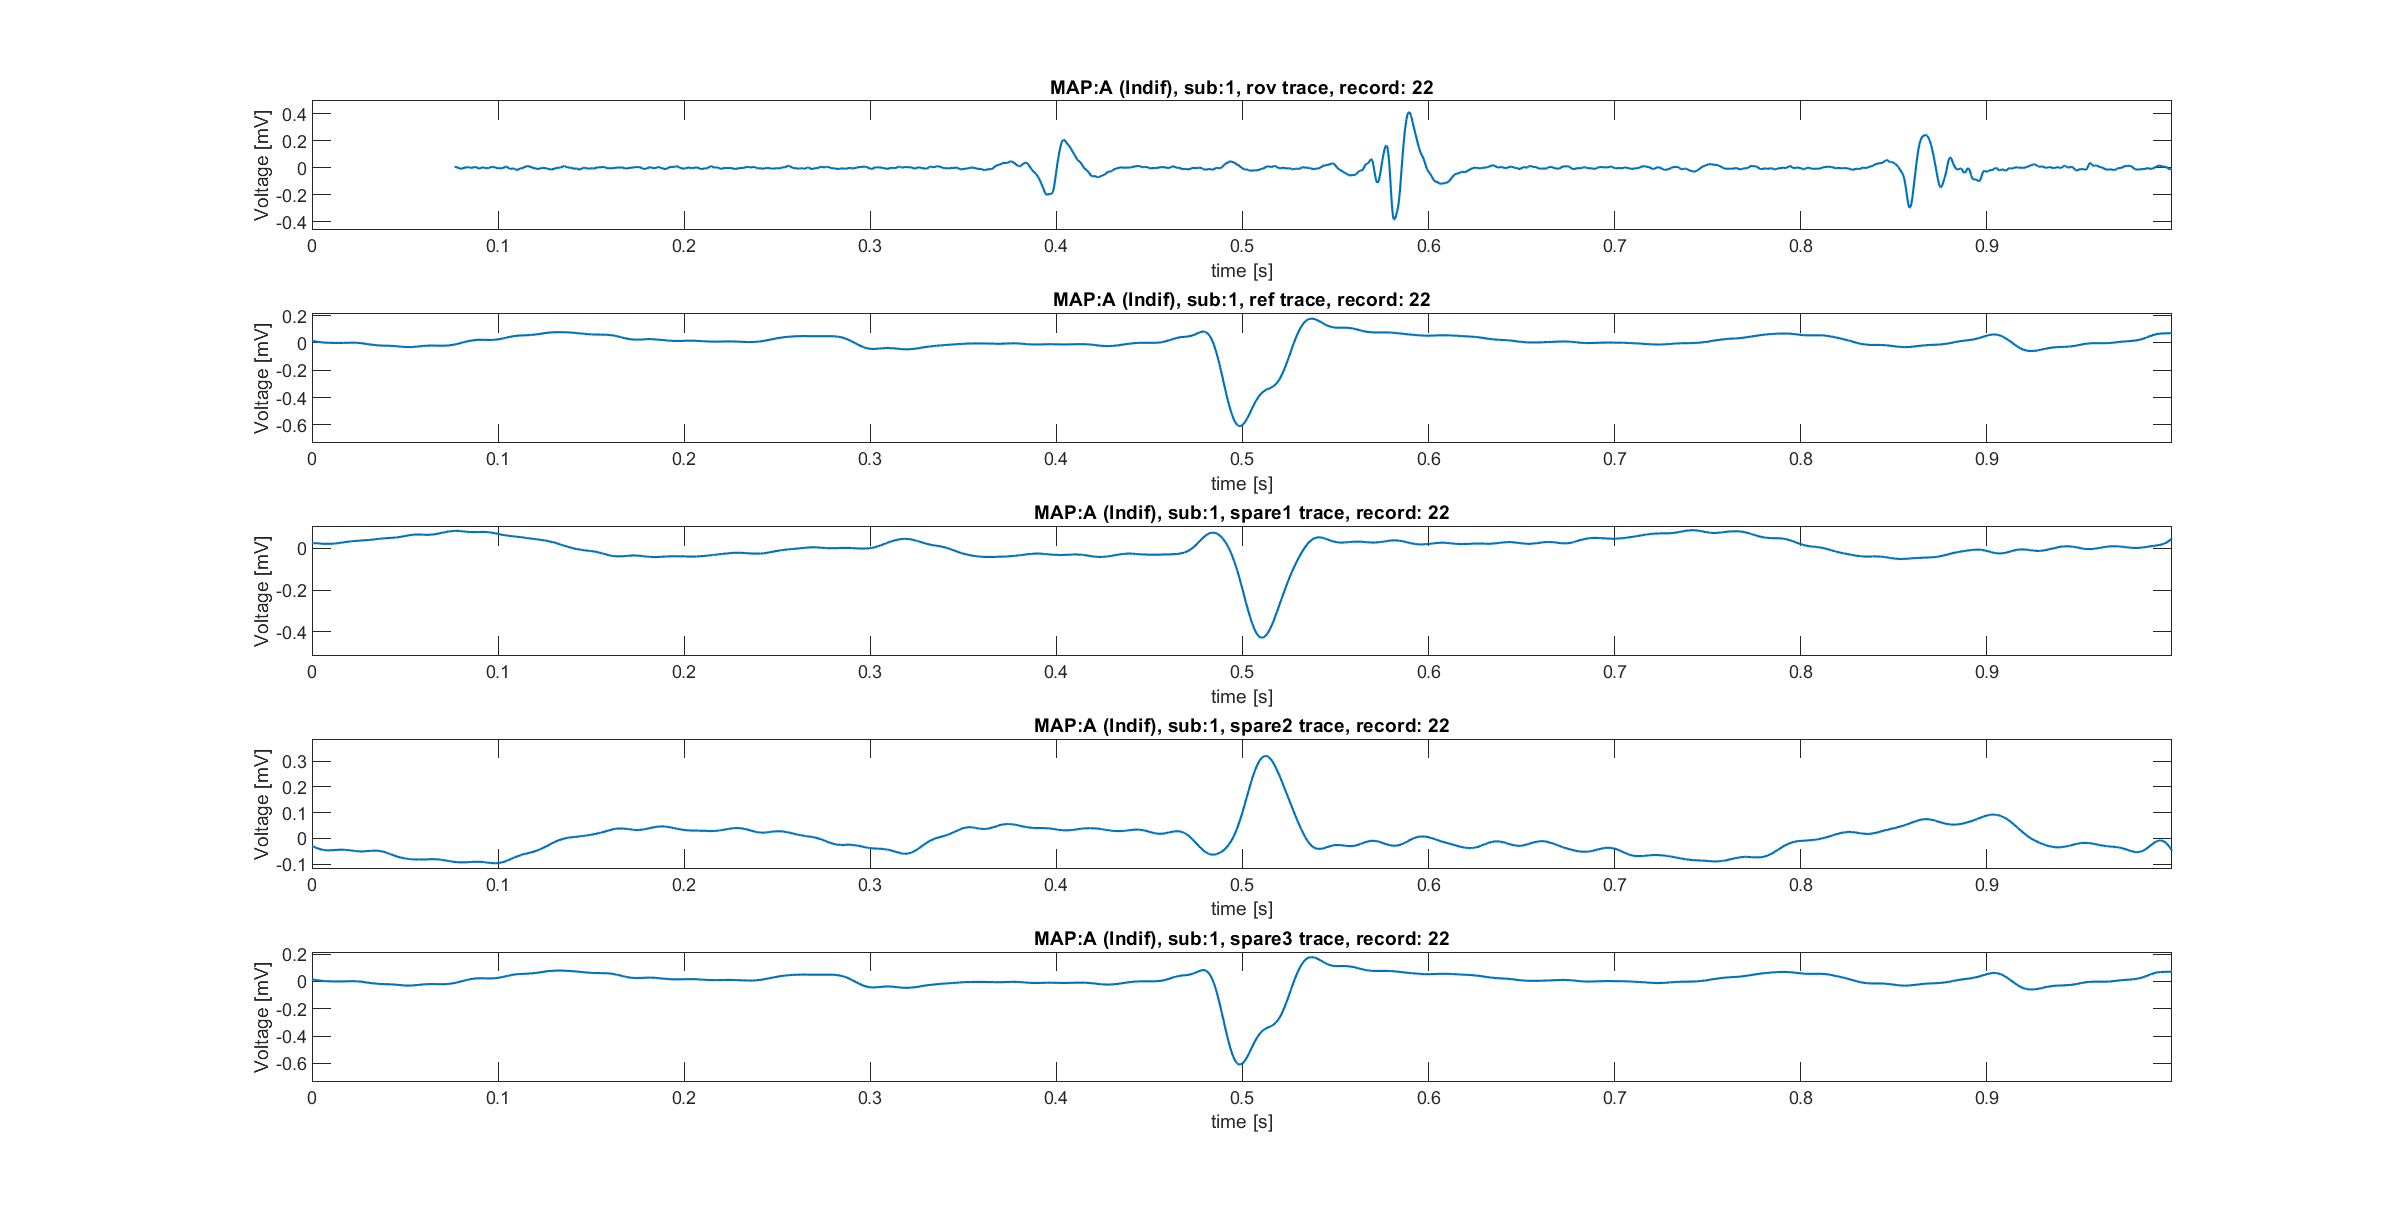 MAP:A (Indif), sub:1, rov trace, record: 22
Voltage [mV]
0.4
0.2
0
-0.2
-0.4
0 0.1 0.2 0.3 0.4 0.5 0.6 0.7 0.8 0.9
time [s]
MAP:A (Indif), sub:1, ref trace, record: 22
Voltage [mV]
0.2
0
-0.2
-0.4
-0.6
0 0.1 0.2 0.3 0.4 0.5 0.6 0.7 0.8 0.9
time [s]
MAP:A (Indif), sub:1, spare1 trace, record: 22
Voltage [mV]
0
-0.2
-0.4
0 0.1 0.2 0.3 0.4 0.5 0.6 0.7 0.8 0.9
time [s]
MAP:A (Indif), sub:1, spare2 trace, record: 22
Voltage [mV]
0.3
0.2
0.1
0
-0.1
0 0.1 0.2 0.3 0.4 0.5 0.6 0.7 0.8 0.9
time [s]
MAP:A (Indif), sub:1, spare3 trace, record: 22
Voltage [mV]
0.2
0
-0.2
-0.4
-0.6
0 0.1 0.2 0.3 0.4 0.5 0.6 0.7 0.8 0.9
time [s]